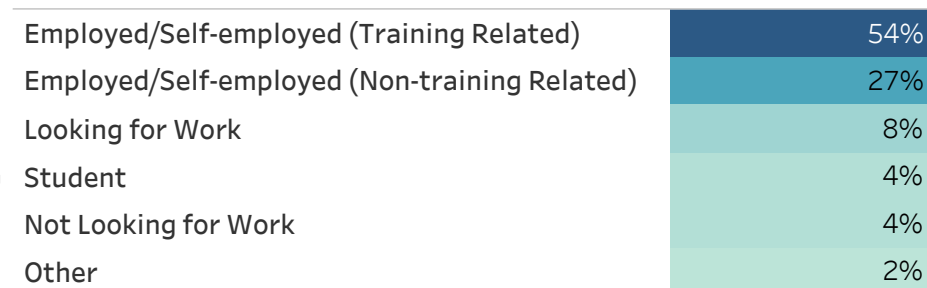 Employed/Self-employed (Training Related) 54%
Employed/Self-employed (Non-training Related) 27%
Looking for Work 8%
Student 4%
Not Looking for Work 4%
Other 2%